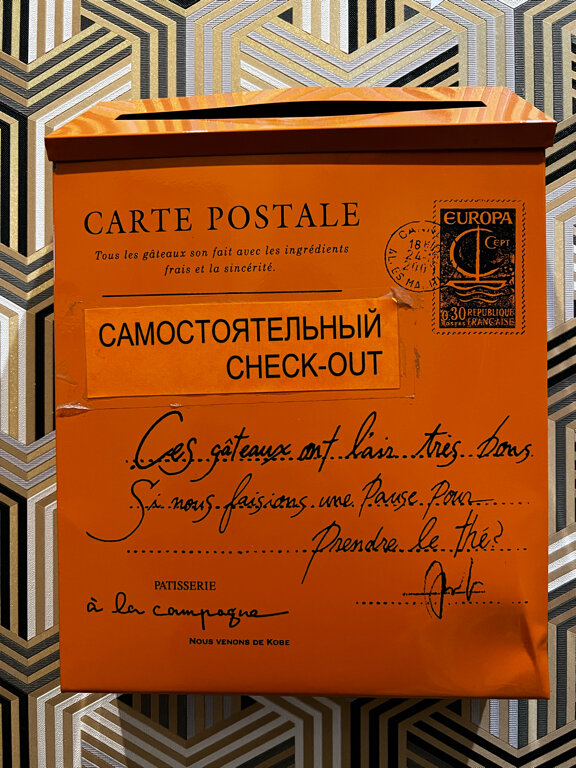 CARTE POSTALE
Tous les gâteaux son fait avec les ingrédients
frais et la sincérité.
EUROPA
CEPT
0.30 REPUBLIQUE
POSTES FRANÇAISE
САМОСТОЯТЕЛЬНЫЙ
CHECK-OUT
Ces gâteaux ont l'air très bons
Si nous faisions une Pause Pour
Prendre le thé?
PATISSERIE
à la campagne
NOUS VENONS DE KOBE